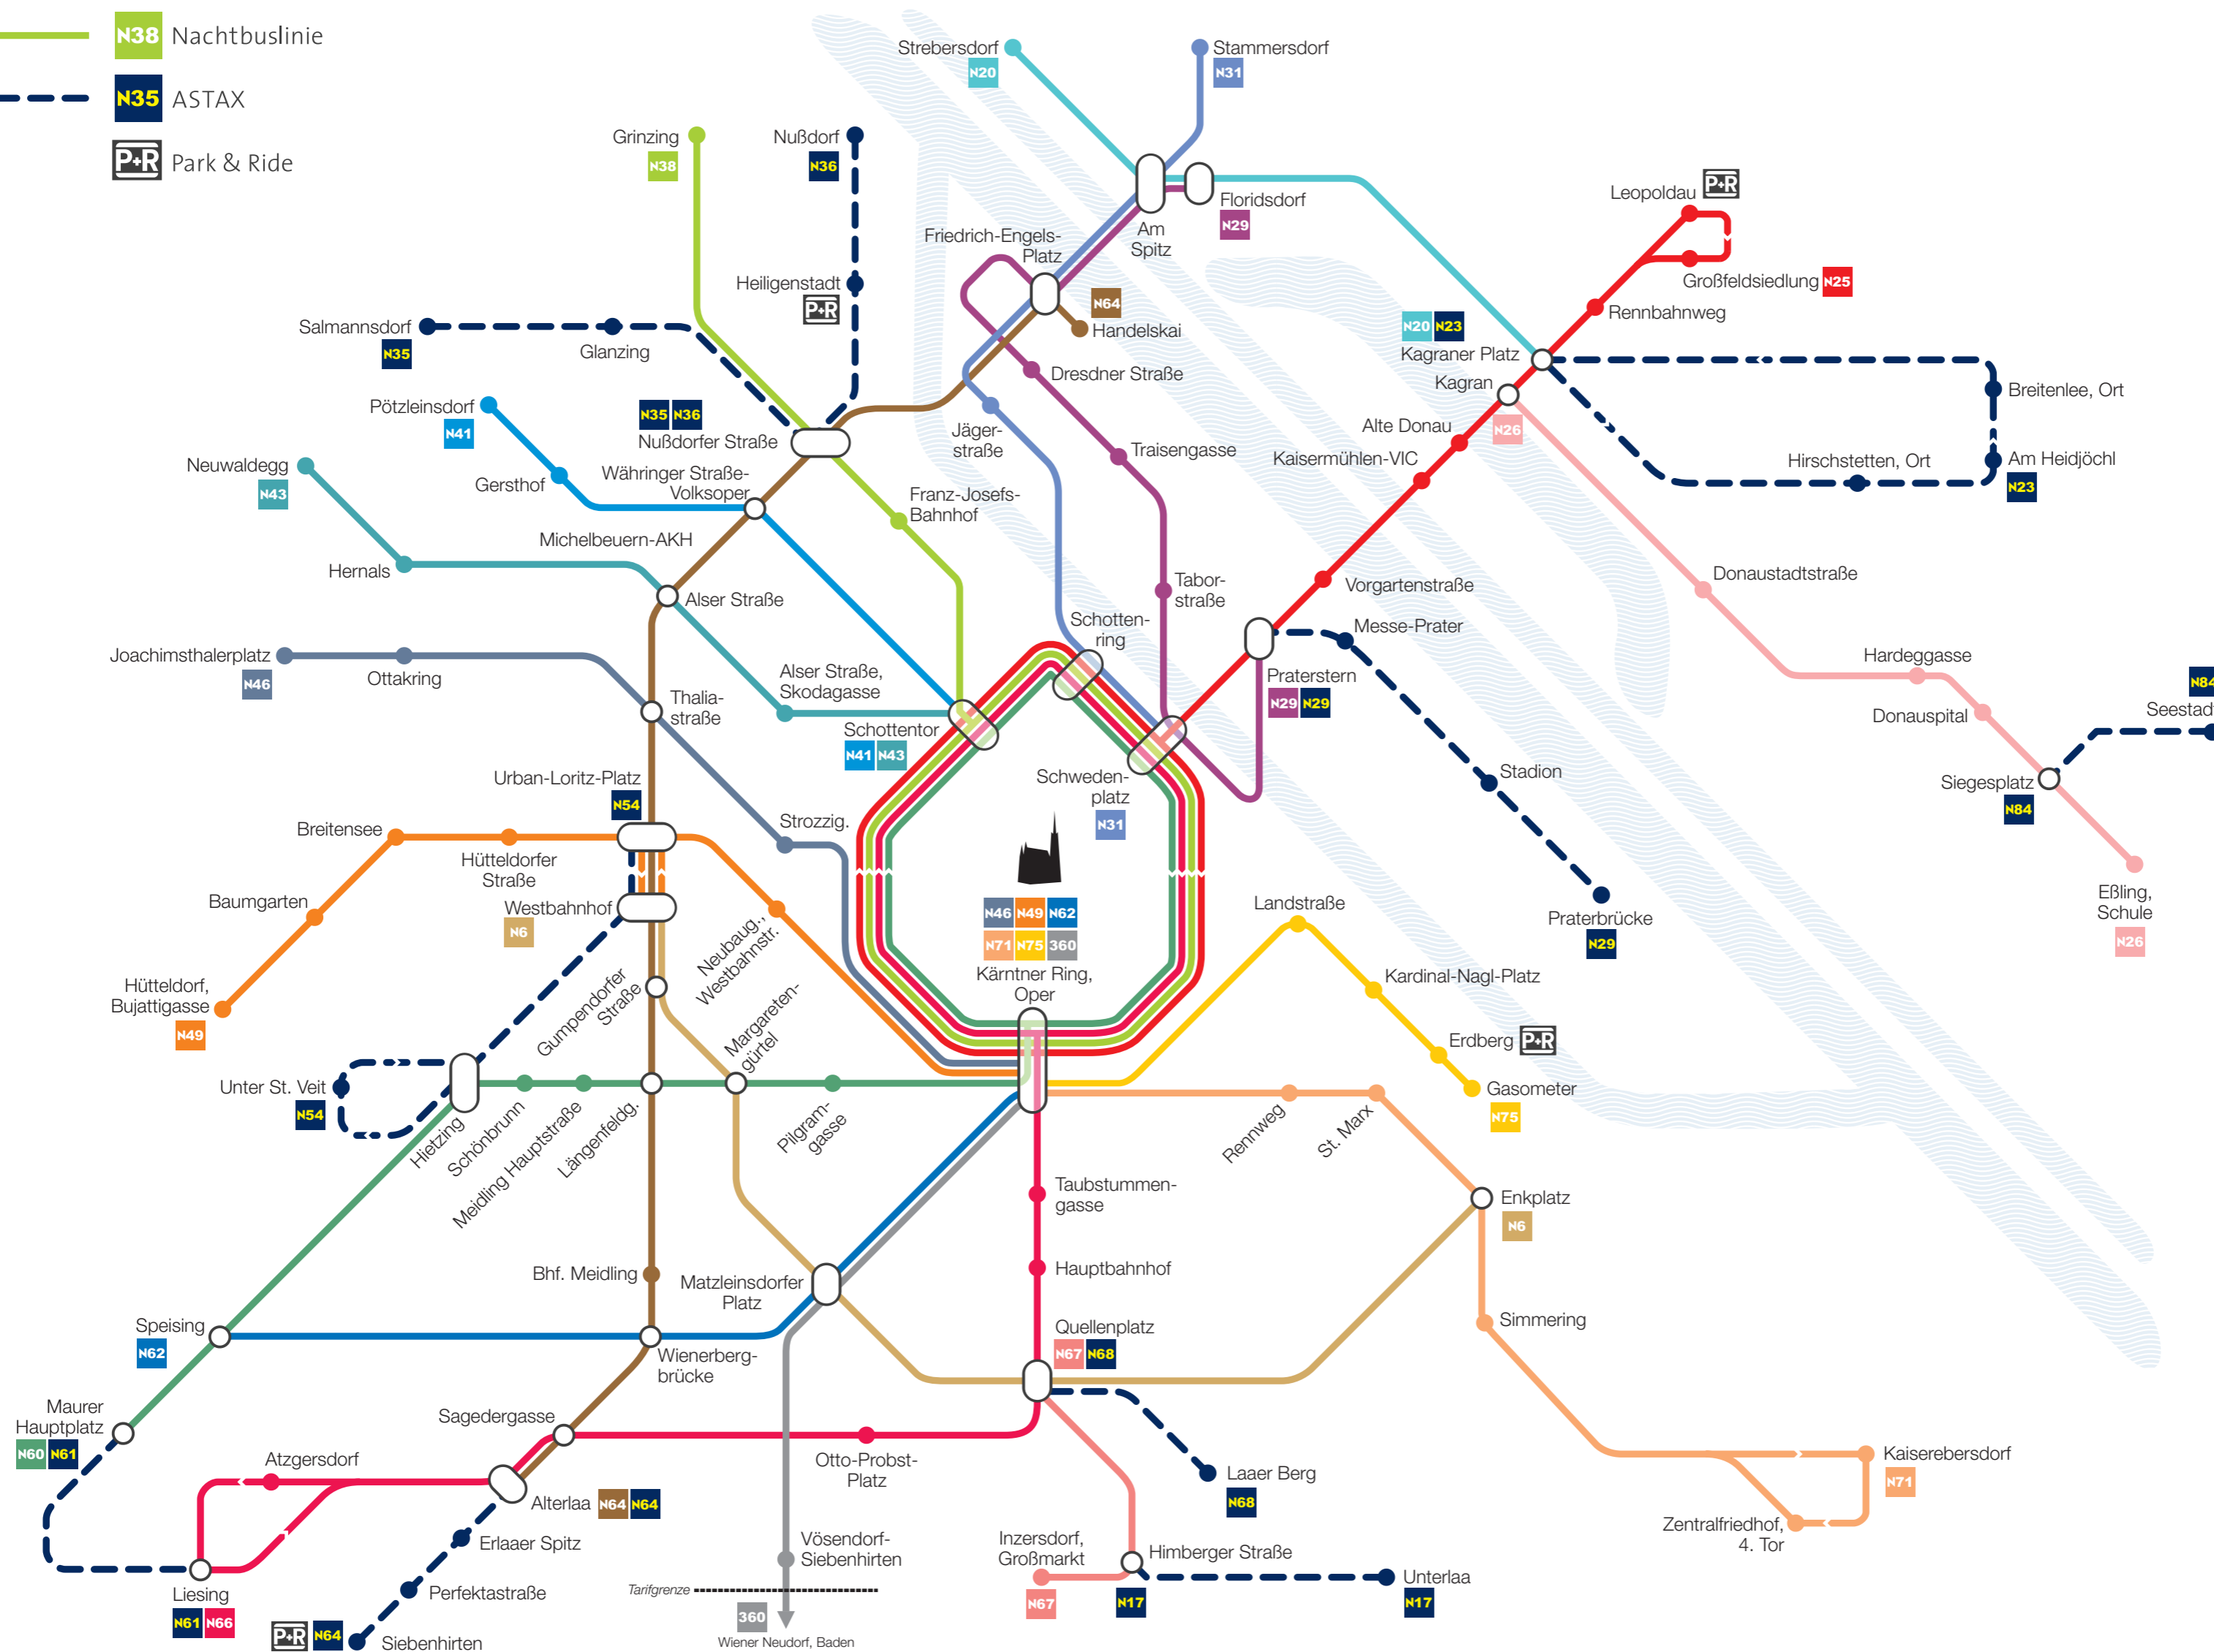 N38 Nachtbuslinie
N35 ASTAX
P+R Park & Ride
Strebersdorf
N20
Stammersdorf
N31
Grinzing
N38
Nußdorf
N36
Floridsdorf
N29
Am
Spitz
Leopoldau P+R
Großfeldsiedlung N25
Rennbahnweg
Friedrich-Engels-
Platz
N64
Handelskai
Heiligenstadt
P+R
Salmannsdorf
N35
Glanzing
N20 N23
Kagraner Platz
Kagran
N26
Breitenlee, Ort
Am Heidjöchl
N23
Hirschstetten, Ort
Dresdner Straße
Pötzleinsdorf
N41
N35 N36
Nußdorfer Straße
Jäger-
straße
Alte Donau
Kaisermühlen-VIC
Traisengasse
Neuwaldegg
N43
Gersthof
Währinger Straße-
Volksoper
Franz-Josefs-
Bahnhof
Michelbeuern-AKH
Hernals
Alser Straße
Vorgartenstraße
Donaustadtstraße
Tabor-
straße
Schotten-
ring
Messe-Prater
Joachimsthalerplatz
N46
Ottakring
Thalia-
straße
Alser Straße,
Skodagasse
Praterstern
N29 N29
Hardeggasse
Donauspital
N84
Seestadt
Schottentor
N41 N43
Schweden-
platz
N31
Stadion
Siegesplatz
N84
Urban-Loritz-Platz
N54
Strozzig.
Breitensee
Hütteldorfer
Straße
Baumgarten
Westbahnhof
N6
Neubaug.,
Westbahnstr.
N46 N49 N62
N71 N75 360
Kärntner Ring,
Oper
Landstraße
Praterbrücke
N29
Eßling,
Schule
N26
Hütteldorf,
Bujattigasse
N49
Gumpendorfer
Straße
Margareten-
gürtel
Kardinal-Nagl-Platz
Erdberg P+R
Gasometer
N75
Unter St. Veit
N54
Hietzing
Schönbrunn
Meidling Hauptstraße
Längenfeldg.
Pilgram-
gasse
Rennweg
St. Marx
Taubstummen-
gasse
Enkplatz
N6
Bhf. Meidling
Matzleinsdorfer
Platz
Hauptbahnhof
Speising
N62
Wienerberg-
brücke
Quellenplatz
N67 N68
Simmering
Maurer
Hauptplatz
N60 N61
Sagedergasse
Atzgersdorf
Otto-Probst-
Platz
Laaer Berg
N68
Kaiserebersdorf
N71
Alterlaa N64 N64
Erlaaer Spitz
Zentralfriedhof,
4. Tor
Vösendorf-
Siebenhirten
Inzersdorf,
Großmarkt
N67
Himberger Straße
N17
Unterlaa
N17
Liesing
N61 N66
Perfektastraße
Tarifgrenze
360
Wiener Neudorf, Baden
P+R N64
Siebenhirten